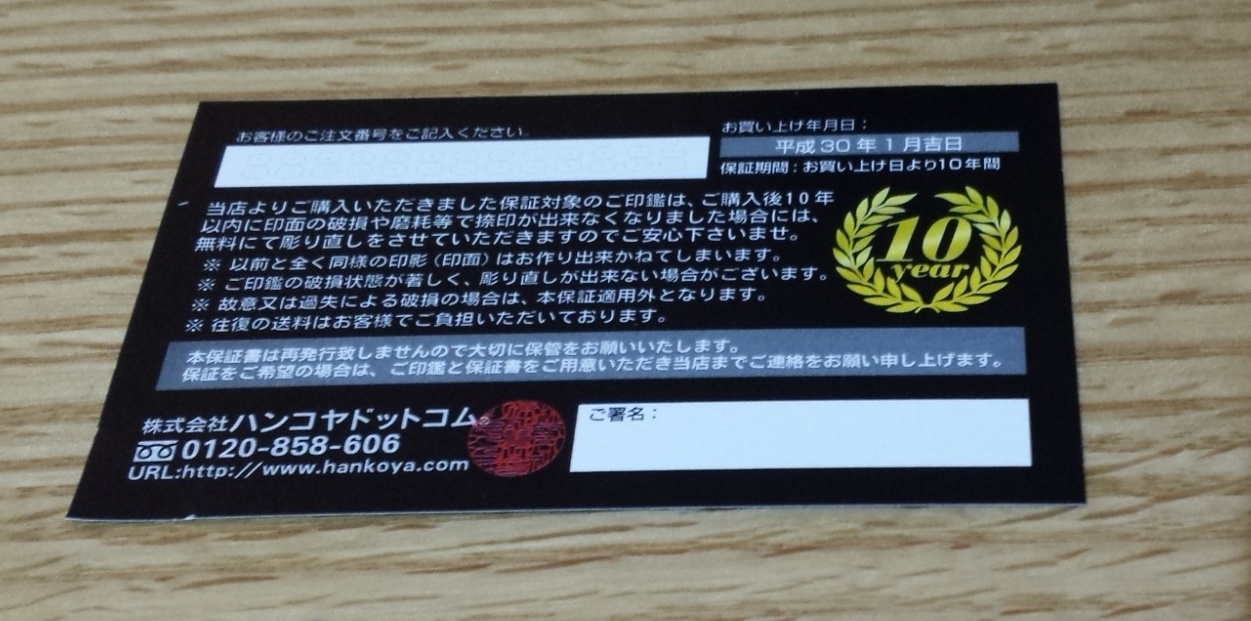 お客様のご注文番号をご記入ください。
お買い上げ年月日：
平成30年1月吉日
保証期間：お買い上げ日より10年間
当店よりご購入いただきました保証対象のご印鑑は、ご購入後10年
以内に印面の破損や磨耗等で捺印が出来なくなりました場合には、
無料にて彫り直しをさせていただきますのでご安心下さいませ。
※ 以前と全く同様の印影（印面）はお作り出来かねてしまいます。
※ ご印鑑の破損状態が著しく、彫り直しが出来ない場合がございます。
※ 故意又は過失による破損の場合は、本保証適用外となります。
※ 往復の送料はお客様でご負担いただいております。
10
year
本保証書は再発行致しませんので大切に保管をお願いいたします。
保証をご希望の場合は、ご印鑑と保証書をご用意いただき当店までご連絡をお願い申し上げます。
株式会社ハンコヤドットコム®
0120-858-606
URL:http://www.hankoya.com
ご署名：